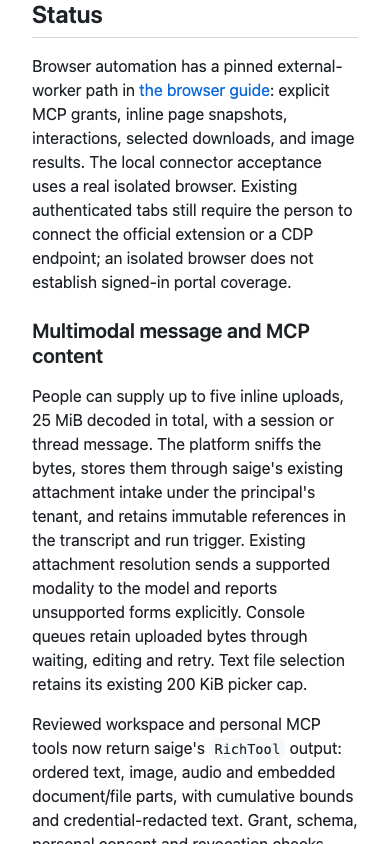 Status
Browser automation has a pinned external-
worker path in the browser guide: explicit
MCP grants, inline page snapshots,
interactions, selected downloads, and image
results. The local connector acceptance
uses a real isolated browser. Existing
authenticated tabs still require the person to
connect the official extension or a CDP
endpoint; an isolated browser does not
establish signed-in portal coverage.
Multimodal message and MCP
content
People can supply up to five inline uploads,
25 MiB decoded in total, with a session or
thread message. The platform sniffs the
bytes, stores them through saige's existing
attachment intake under the principal's
tenant, and retains immutable references in
the transcript and run trigger. Existing
attachment resolution sends a supported
modality to the model and reports
unsupported forms explicitly. Console
queues retain uploaded bytes through
waiting, editing and retry. Text file selection
retains its existing 200 KiB picker cap.
Reviewed workspace and personal MCP
tools now return saige's RichTool output:
ordered text, image, audio and embedded
document/file parts, with cumulative bounds
and credential-redacted text. Grant, schema,
personal consent and revocation checks